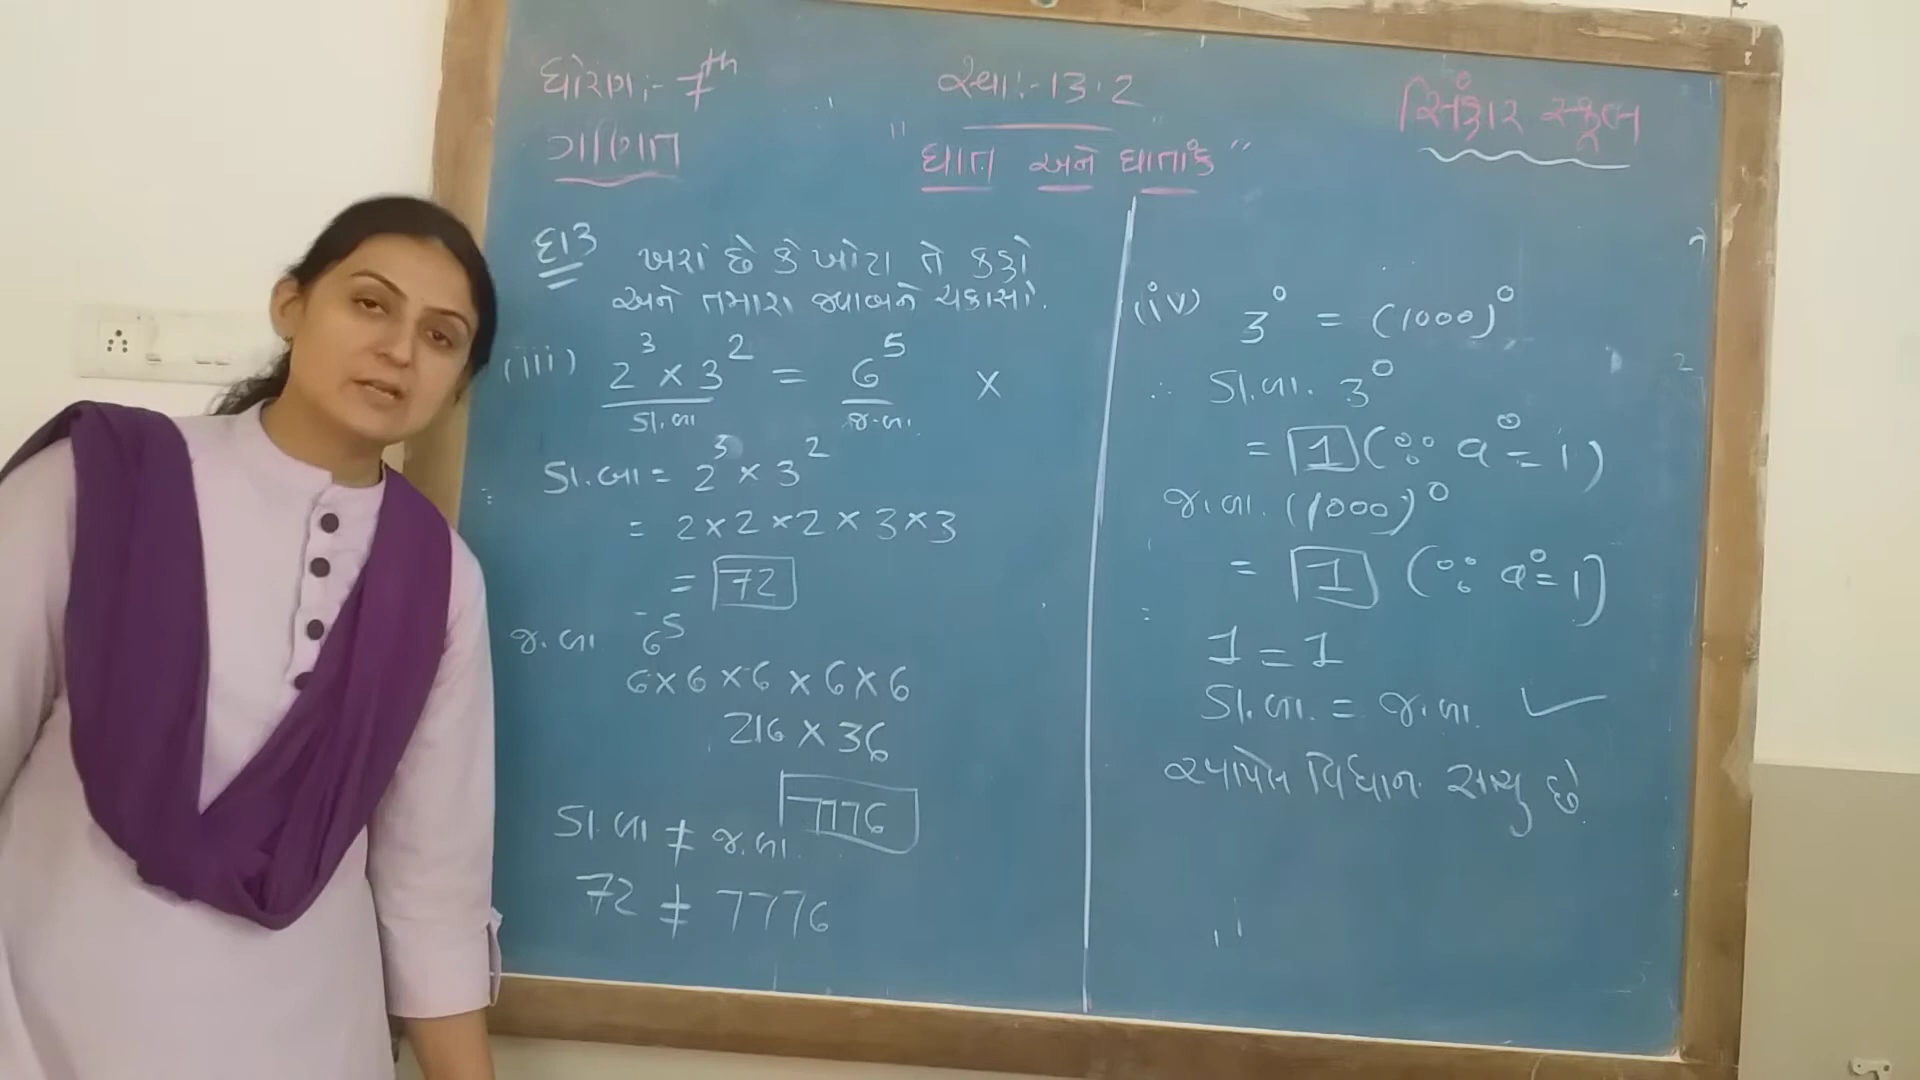 ધોરણ:- 7th
ગણિત
સ્વા:-13.2
"ઘાત અને ઘાતાંક"
સ્કૂલ
દા3 ખરાં છે કે ખોટા તે કહો
અને તમારા જવાબને ચકાસો.
(iii) 2³ × 3² = 6⁵ ×
ડા.બા જ.બા.
ડા.બા = 2³ × 3²
= 2×2×2×3×3
= 72
જ.બા 6⁵
6×6×6×6×6
216 × 36
7776
ડા.બા ≠ જ.બા.
72 ≠ 7776
(iv) 3⁰ = (1000)⁰
∴ ડા.બા. 3⁰
= 1 (∵ a⁰ = 1)
જ.બા. (1000)⁰
= 1 (∵ a⁰ = 1)
1 = 1
ડા.બા. = જ.બા. ✓
આપેલ વિધાન સાચુ છે